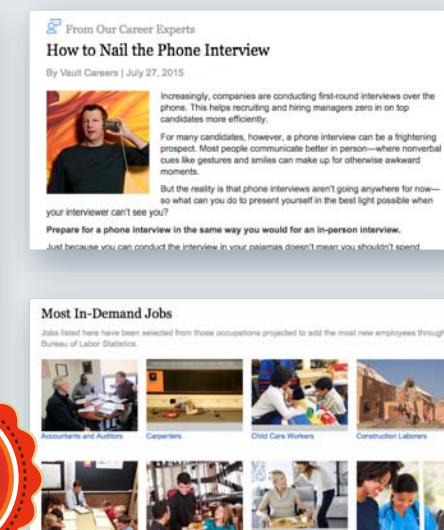 From Our Career Experts
How to Nail the Phone Interview
By Vault Careers | July 27, 2015
Increasingly, companies are conducting first-round interviews over the
phone. This helps recruiting and hiring managers zero in on top
candidates more efficiently.
For many candidates, however, a phone interview can be a frightening
prospect. Most people communicate better in person—where nonverbal
cues like gestures and smiles can make up for otherwise awkward
moments.
But the reality is that phone interviews aren't going anywhere for now—
so what can you do to present yourself in the best light possible when
your interviewer can't see you?
Prepare for a phone interview in the same way you would for an in-person interview.
Just because you can conduct the interview in your pajamas doesn't mean you shouldn't spend
Most In-Demand Jobs
Jobs listed here have been selected from those occupations projected to add the most new employees through
Bureau of Labor Statistics.
Accountants and Auditors
Carpenters
Child Care Workers
Construction Laborers